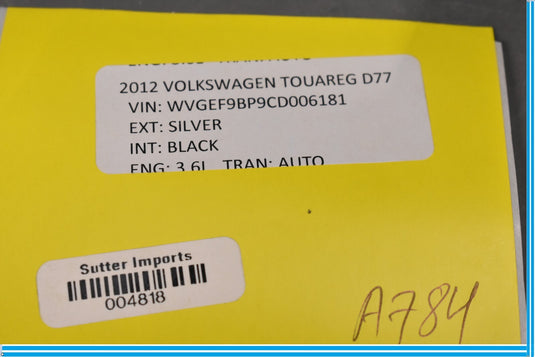 2012 VOLKSWAGEN TOUAREG D77
VIN: WVGEF9BP9CD006181
EXT: SILVER
INT: BLACK
ENG: 3.6L TRAN: AUTO
Sutter Imports
004818
A784